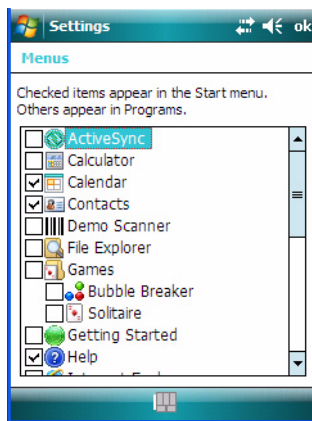 Settings
ok
Menus
Checked items appear in the Start menu.
Others appear in Programs.
ActiveSync
Calculator
Calendar
Contacts
Demo Scanner
File Explorer
Games
Bubble Breaker
Solitaire
Getting Started
Help